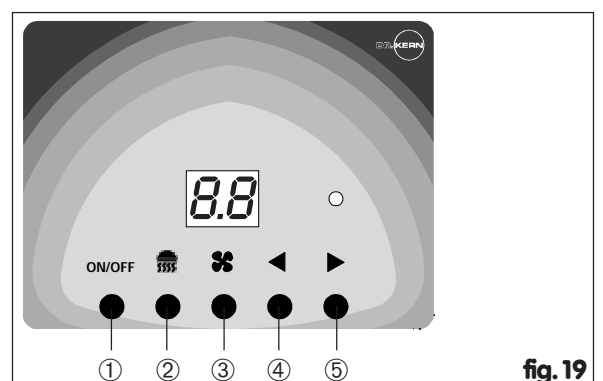 DR. KERN
8.8
ON/OFF
① ② ③ ④ ⑤
fig. 19